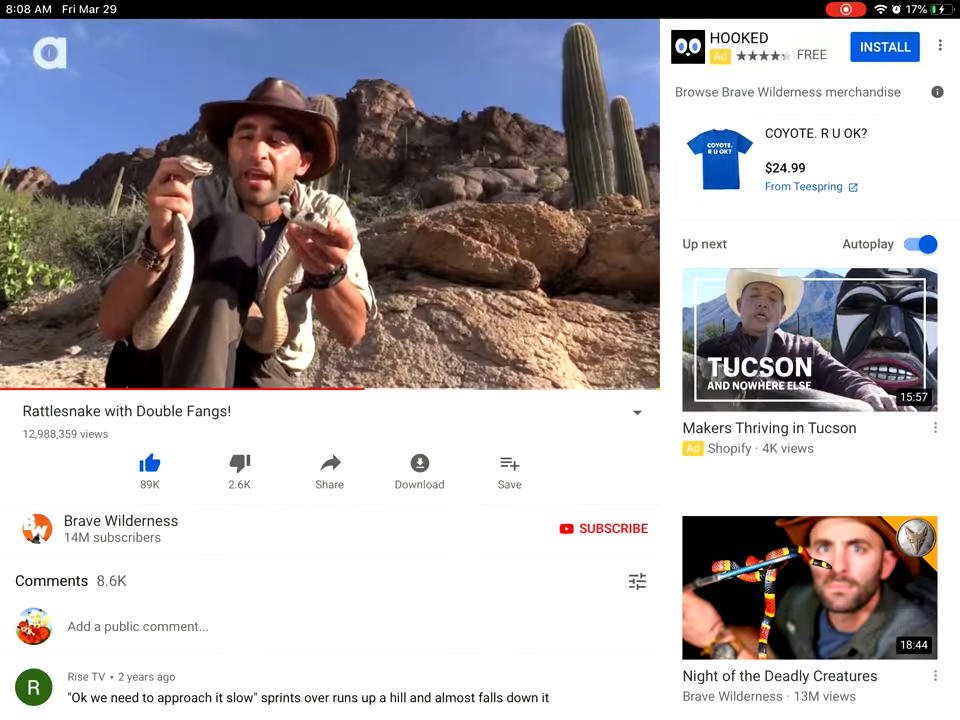 8:08 AM Fri Mar 29
17%
a
HOOKED
Ad FREE
INSTALL
Browse Brave Wilderness merchandise
COYOTE.
R U OK?
COYOTE. R U OK?
$24.99
From Teespring
Up next
Autoplay
TUCSON
AND NOWHERE ELSE
15:57
Makers Thriving in Tucson
Ad Shopify · 4K views
18:44
Night of the Deadly Creatures
Brave Wilderness · 13M views
Rattlesnake with Double Fangs!
12,988,359 views
89K
2.6K
Share
Download
Save
BW
Brave Wilderness
14M subscribers
SUBSCRIBE
Comments 8.6K
Add a public comment...
R
Rise TV • 2 years ago
"Ok we need to approach it slow" sprints over runs up a hill and almost falls down it